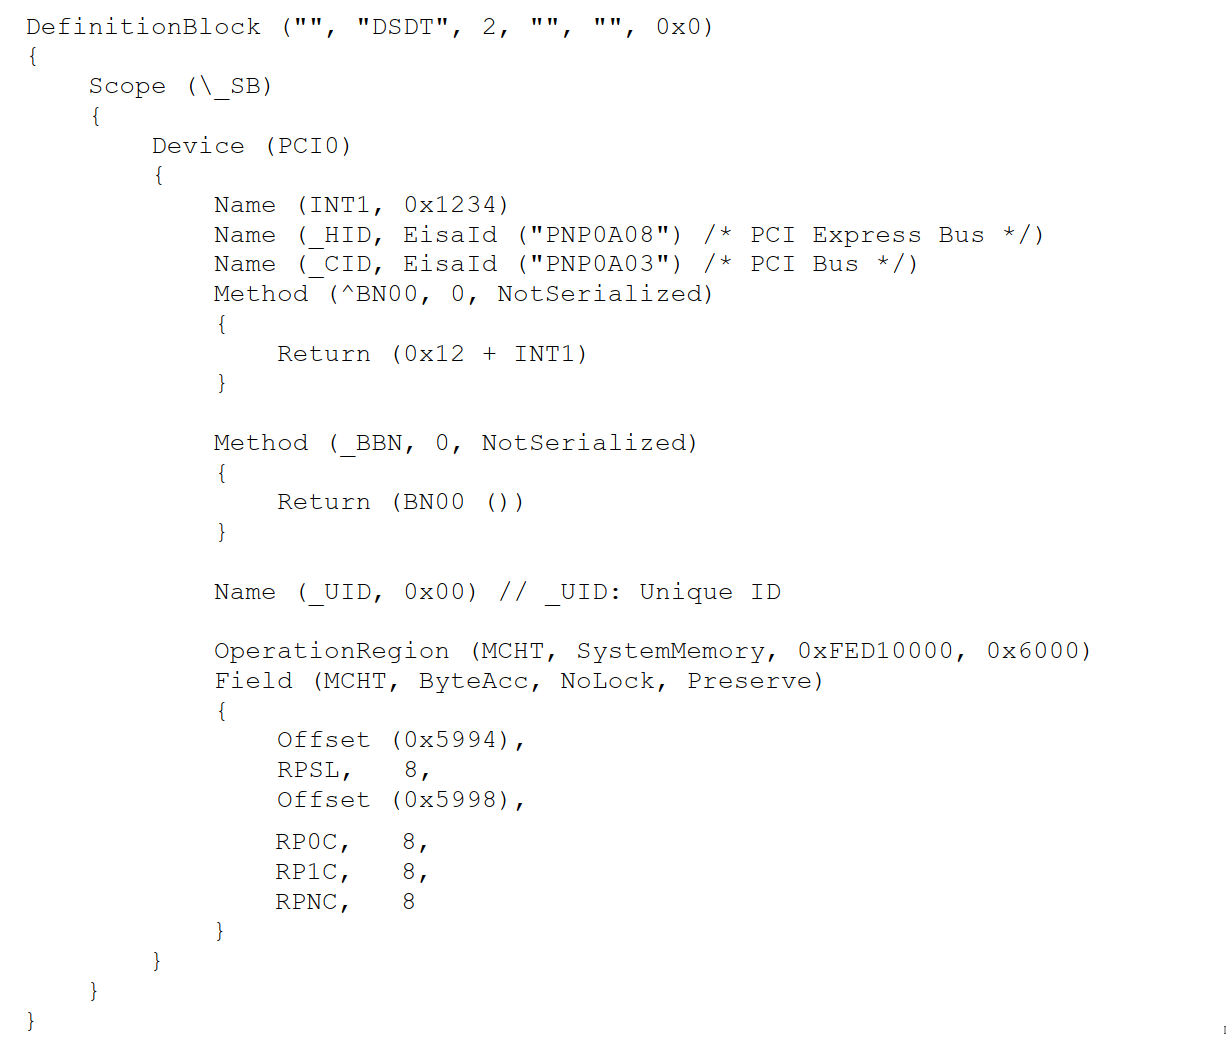 DefinitionBlock ("", "DSDT", 2, "", "", 0x0)
{
    Scope (\_SB)
    {
        Device (PCI0)
        {
            Name (INT1, 0x1234)
            Name (_HID, EisaId ("PNP0A08") /* PCI Express Bus */)
            Name (_CID, EisaId ("PNP0A03") /* PCI Bus */)
            Method (^BN00, 0, NotSerialized)
            {
                Return (0x12 + INT1)
            }

            Method (_BBN, 0, NotSerialized)
            {
                Return (BN00 ())
            }

            Name (_UID, 0x00) // _UID: Unique ID

            OperationRegion (MCHT, SystemMemory, 0xFED10000, 0x6000)
            Field (MCHT, ByteAcc, NoLock, Preserve)
            {
                Offset (0x5994),
                RPSL,   8,
                Offset (0x5998),
                RP0C,   8,
                RP1C,   8,
                RPNC,   8
            }
        }
    }
}